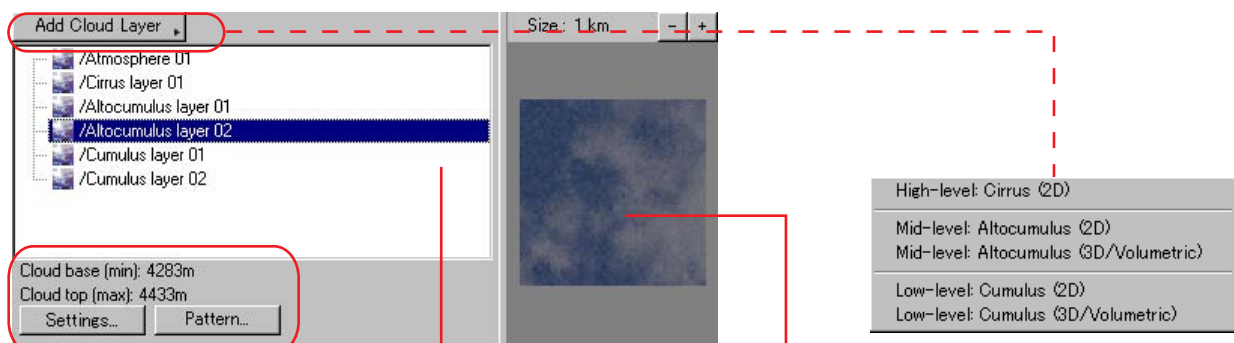 Add Cloud Layer
/Atmosphere 01
/Cirrus layer 01
/Altocumulus layer 01
/Altocumulus layer 02
/Cumulus layer 01
/Cumulus layer 02
Cloud base (min): 4283m
Cloud top (max): 4433m
Settings...
Pattern...
Size: 1 km
- +
High-level: Cirrus (2D)
Mid-level: Altocumulus (2D)
Mid-level: Altocumulus (3D/Volumetric)
Low-level: Cumulus (2D)
Low-level: Cumulus (3D/Volumetric)